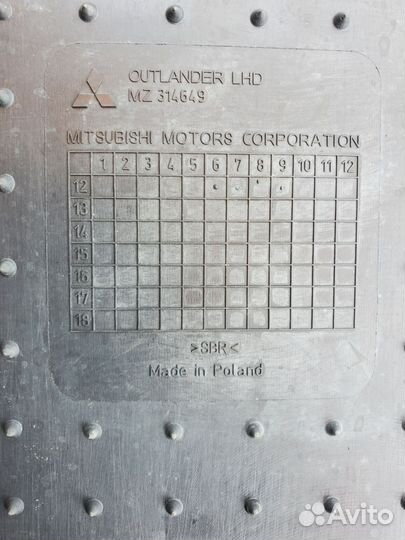 OUTLANDER LHD
MZ 314649
MITSUBISHI MOTORS CORPORATION
1 2 3 4 5 6 7 8 9 10 11 12
12
13
14
15
16
17
18
>SBR<
Made in Poland
Avito